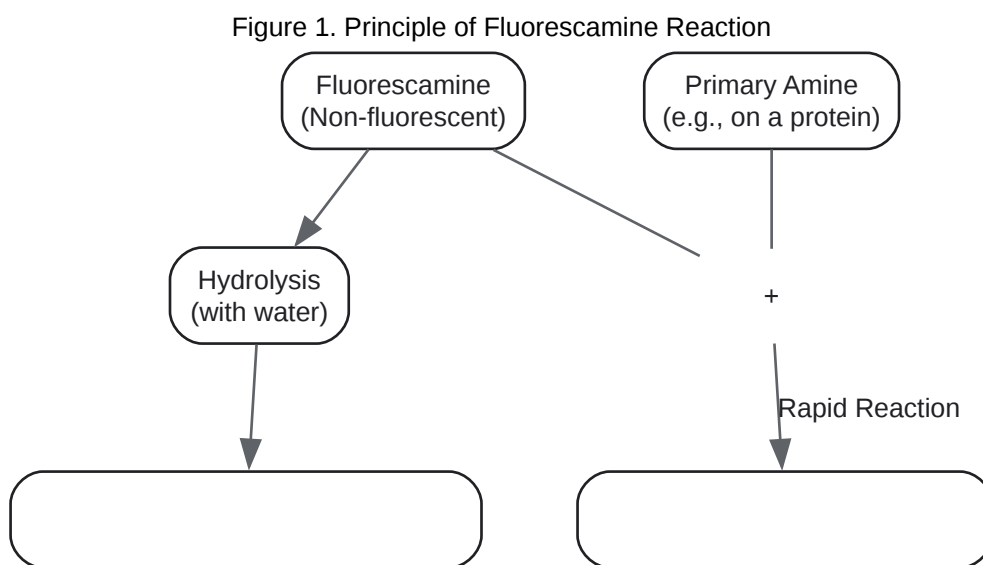 Figure 1. Principle of Fluorescamine Reaction
Fluorescamine
(Non-fluorescent)
Primary Amine
(e.g., on a protein)
Hydrolysis
(with water)
+
Rapid Reaction